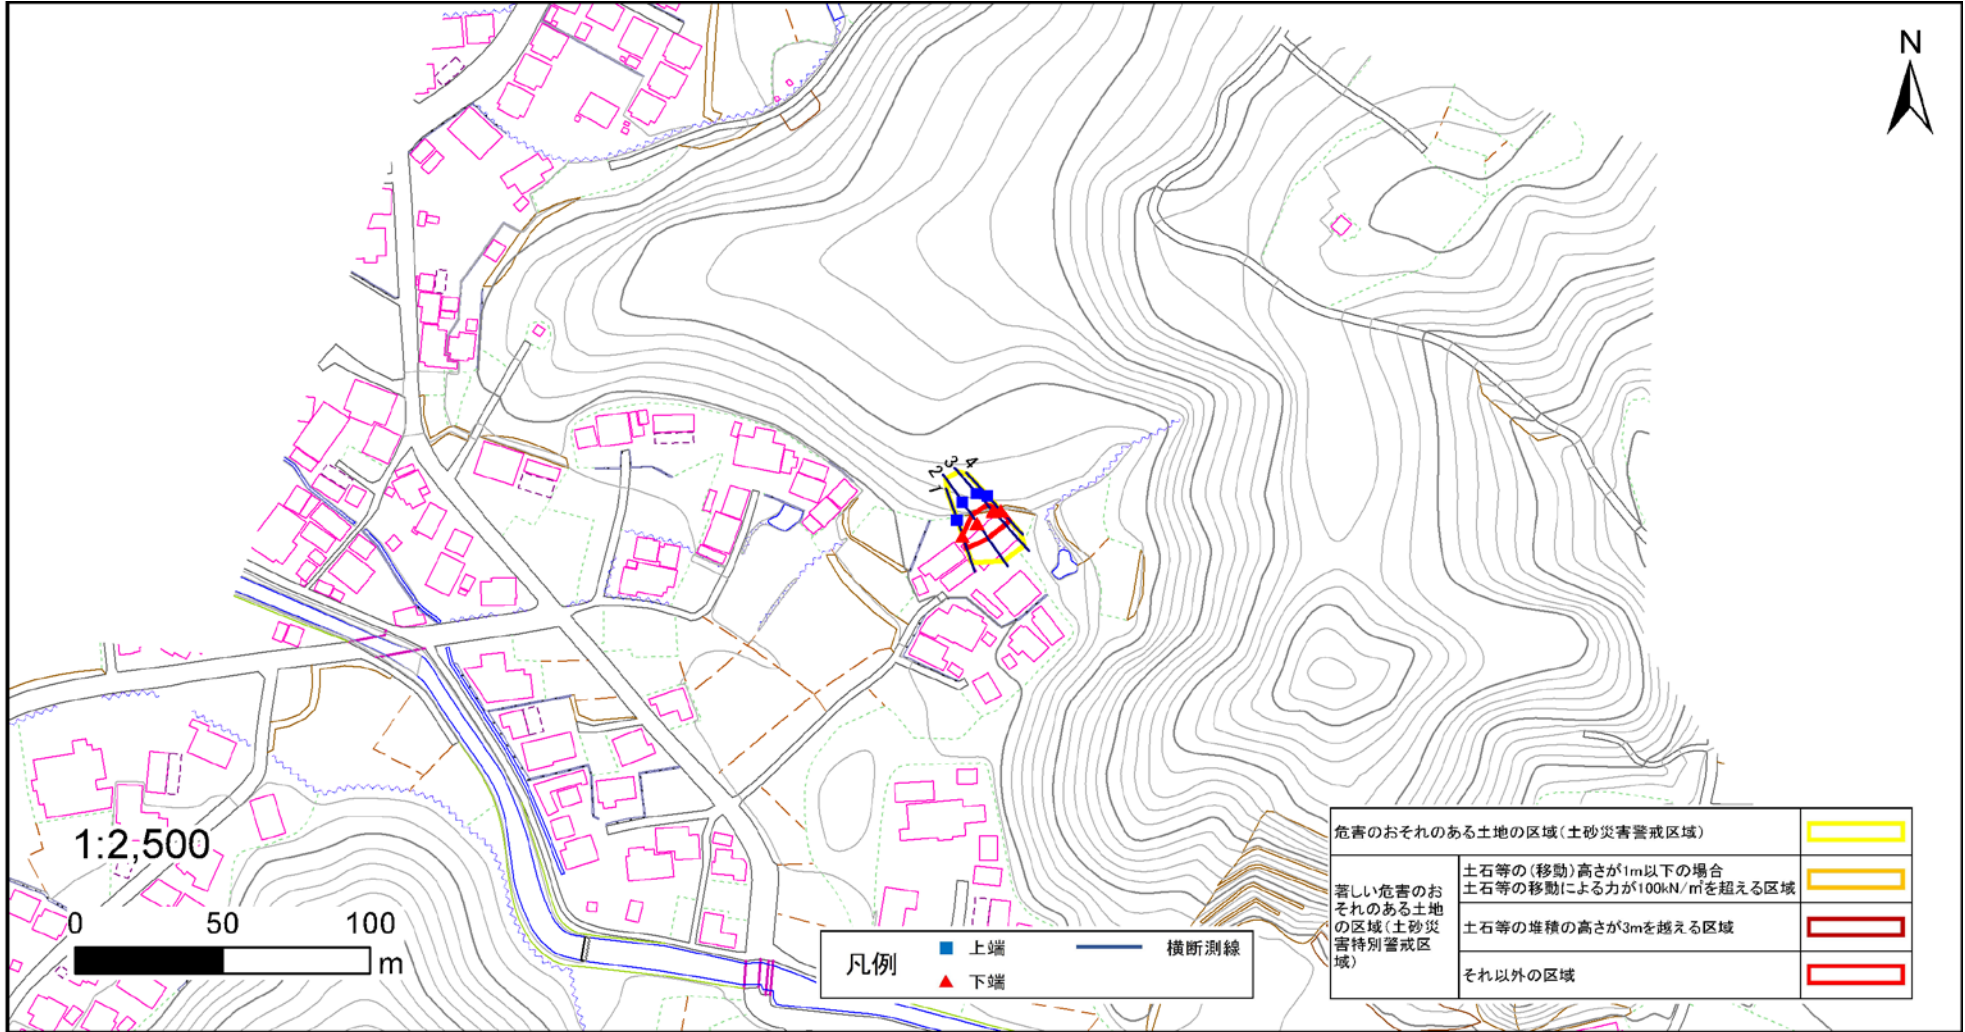 N
3
4
2
1
1:2,500
0 50 100
m
凡例
上端
横断測線
下端
危害のおそれのある土地の区域(土砂災害警戒区域)
著しい危害のお
それのある土地
の区域(土砂災
害特別警戒区
域)
土石等の(移動)高さが1m以下の場合
土石等の移動による力が100kN/㎡を超える区域
土石等の堆積の高さが3mを越える区域
それ以外の区域